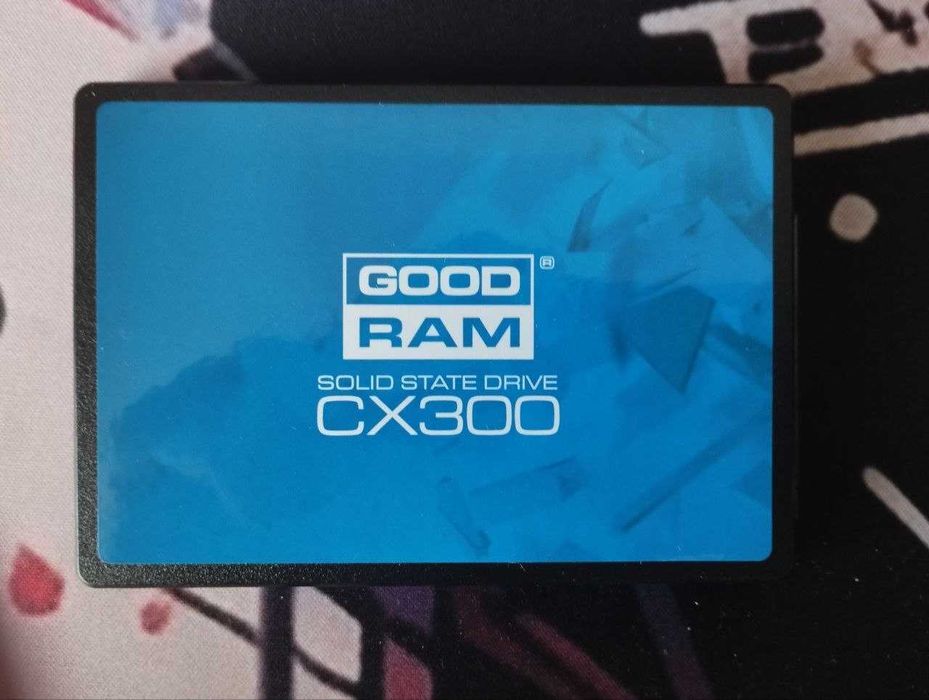 GOOD®
RAM
SOLID STATE DRIVE
CX300